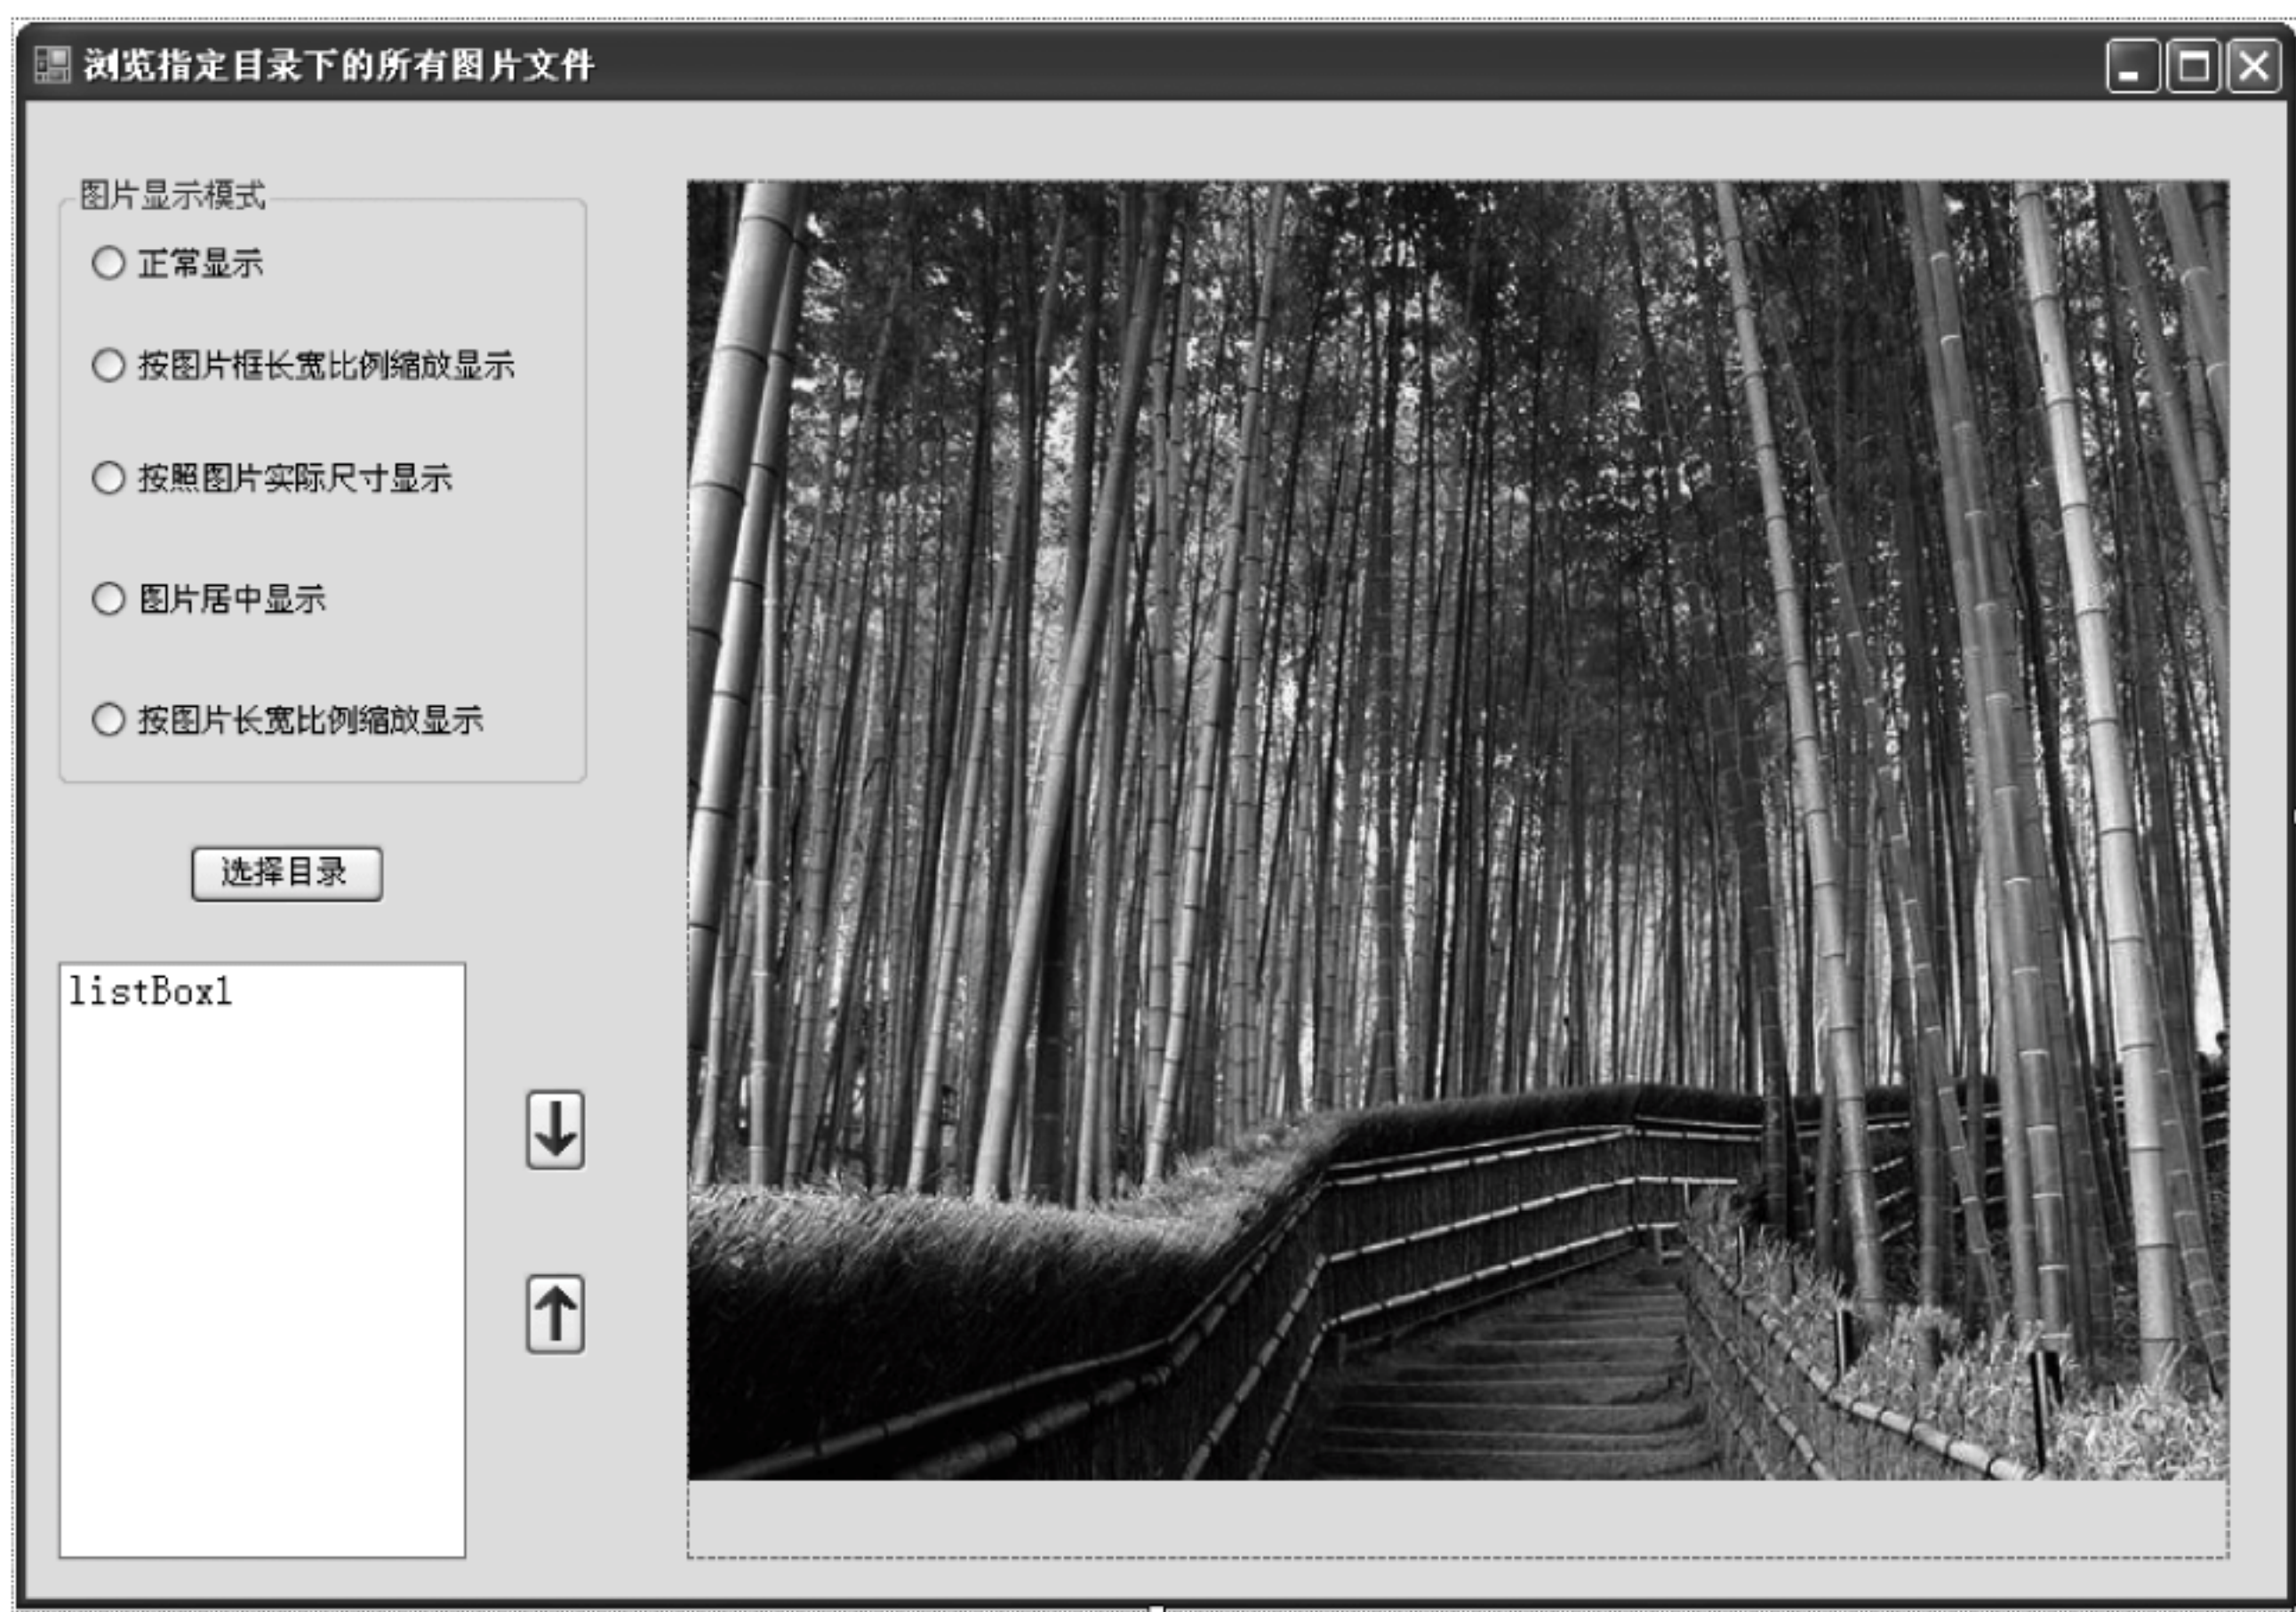 浏览指定目录下的所有图片文件
图片显示模式
正常显示
按图片框长宽比例缩放显示
按照图片实际尺寸显示
图片居中显示
按图片长宽比例缩放显示
选择目录
listBox1